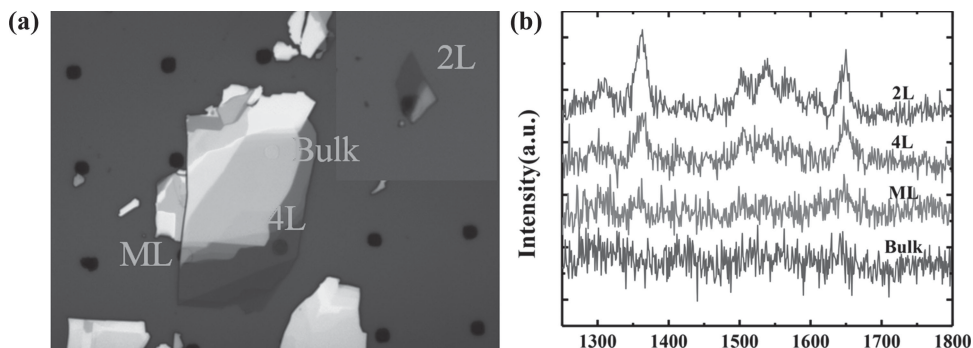 (a)
2L
Bulk
4L
ML
(b)
Intensity(a.u.)
2L
4L
ML
Bulk
1300 1400 1500 1600 1700 1800